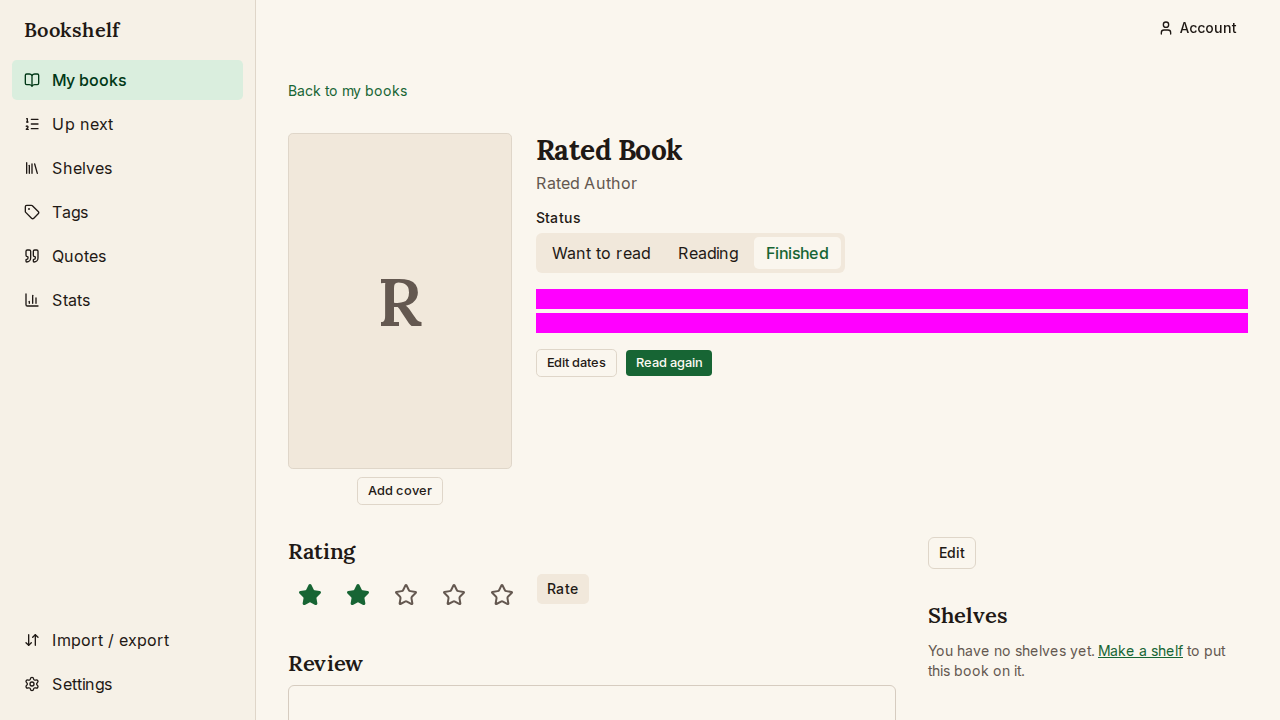 Bookshelf
My books
Up next
Shelves
Tags
Quotes
Stats
Import / export
Settings
Account
Back to my books
R
Add cover
Rated Book
Rated Author
Status
Want to read Reading Finished
Edit dates Read again
Rating
Rate
Review
Edit
Shelves
You have no shelves yet. Make a shelf to put
this book on it.